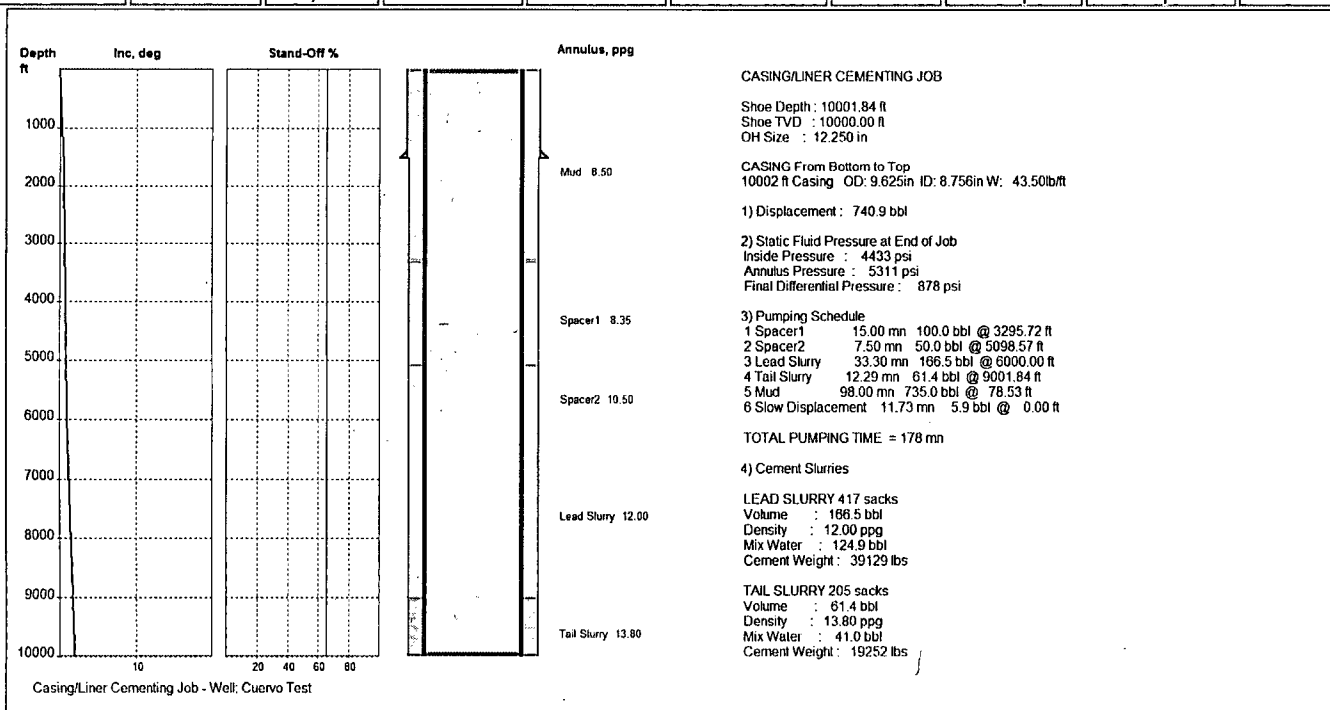 Depth
ft
Inc, deg
Stand-Off %
Annulus, ppg
1000
2000
3000
4000
5000
6000
7000
8000
9000
10000
10
20 40 60 80
Mud 8.50
Spacer1 8.35
Spacer2 10.50
Lead Slurry 12.00
Tail Slurry 13.80
Casing/Liner Cementing Job - Well; Cuervo Test
CASING/LINER CEMENTING JOB
Shoe Depth : 10001.84 ft
Shoe TVD : 10000.00 ft
OH Size : 12.250 in
CASING From Bottom to Top
10002 ft Casing OD: 9.625in ID: 8.756in W: 43.50lb/ft
1) Displacement : 740.9 bbl
2) Static Fluid Pressure at End of Job
Inside Pressure : 4433 psi
Annulus Pressure : 5311 psi
Final Differential Pressure : 878 psi
3) Pumping Schedule
1 Spacer1 15.00 mn 100.0 bbl @ 3295.72 ft
2 Spacer2 7.50 mn 50.0 bbl @ 5098.57 ft
3 Lead Slurry 33.30 mn 166.5 bbl @ 6000.00 ft
4 Tail Slurry 12.29 mn 61.4 bbl @ 9001.84 ft
5 Mud 98.00 mn 735.0 bbl @ 78.53 ft
6 Slow Displacement 11.73 mn 5.9 bbl @ 0.00 ft
TOTAL PUMPING TIME = 178 mn
4) Cement Slurries
LEAD SLURRY 417 sacks
Volume : 166.5 bbl
Density : 12.00 ppg
Mix Water : 124.9 bbl
Cement Weight : 39129 lbs
TAIL SLURRY 205 sacks
Volume : 61.4 bbl
Density : 13.80 ppg
Mix Water : 41.0 bbl
Cement Weight : 19252 lbs